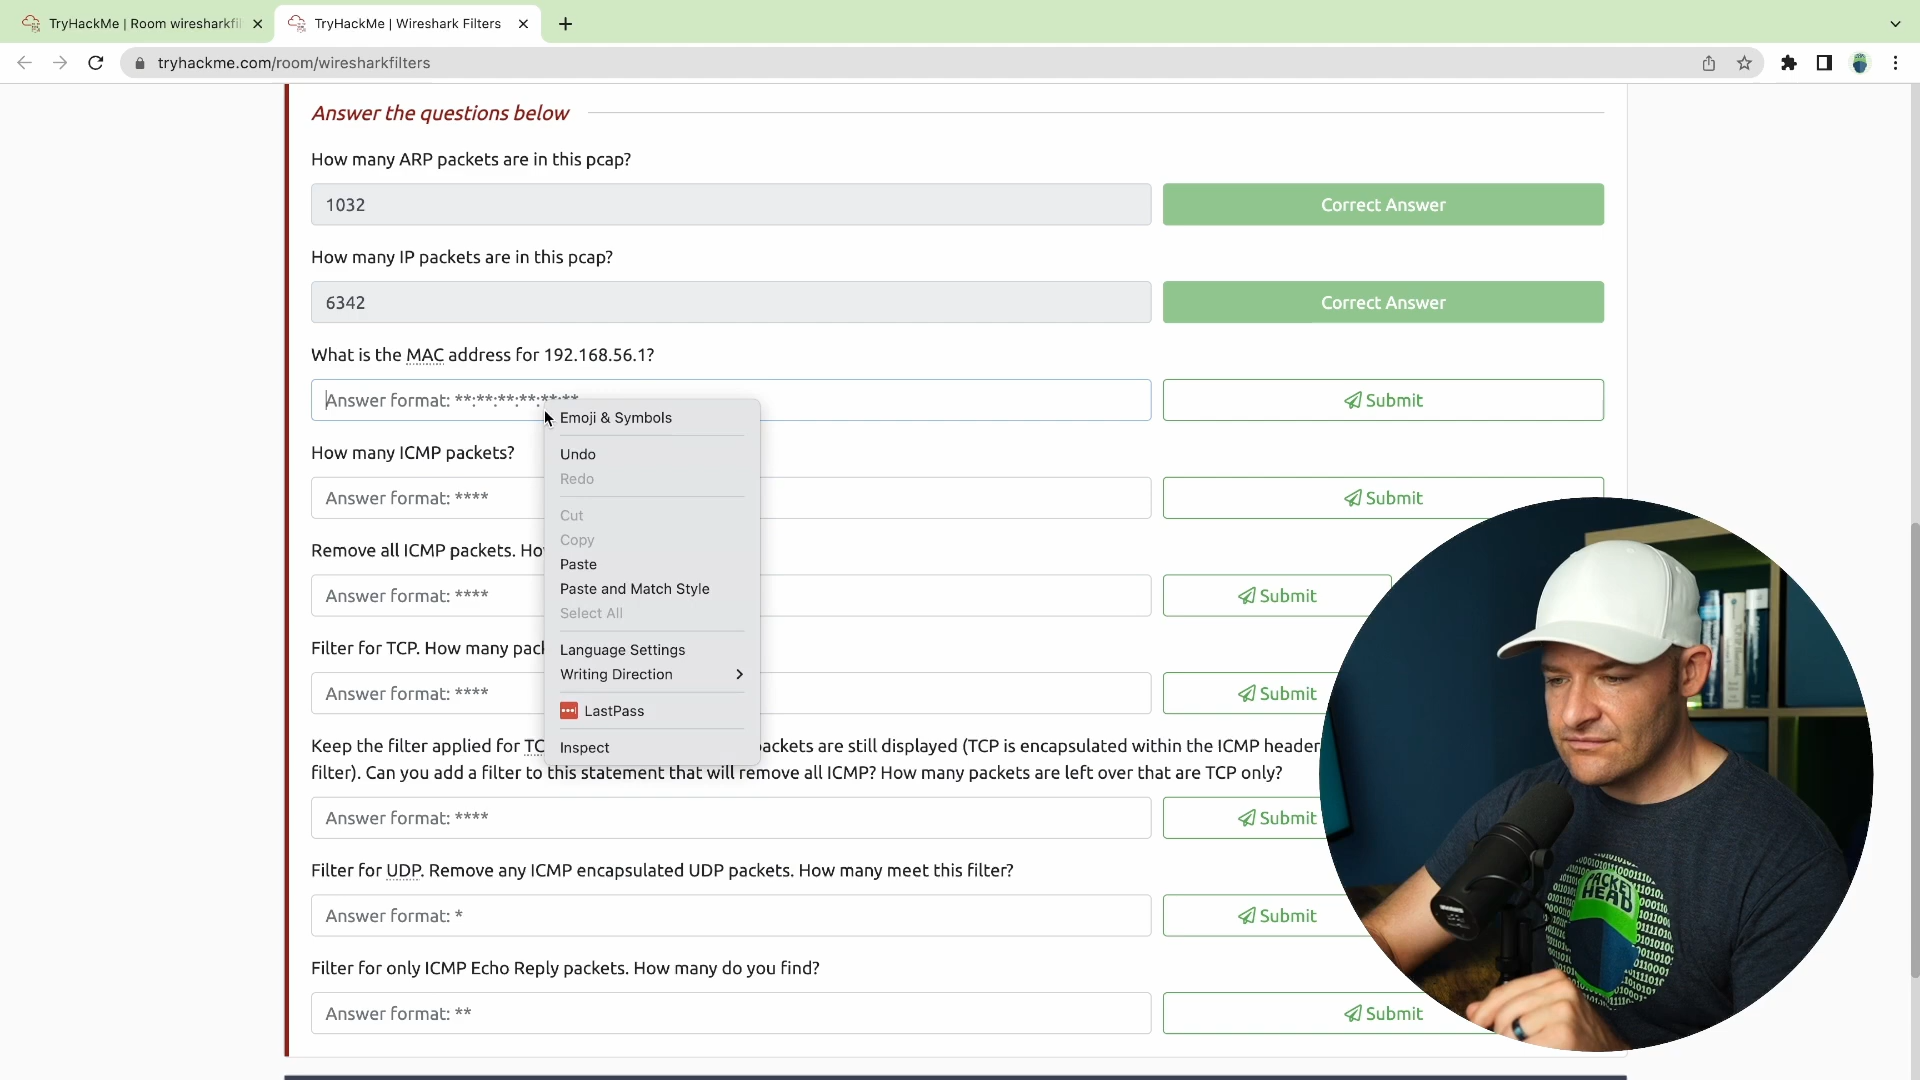 TryHackMe | Room wiresharkfil
TryHackMe | Wireshark Filters
tryhackme.com/room/wiresharkfilters
Answer the questions below
How many ARP packets are in this pcap?
1032
Correct Answer
How many IP packets are in this pcap?
6342
Correct Answer
What is the MAC address for 192.168.56.1?
Answer format: **:**:**:**:**:**
Submit
How many ICMP packets?
Answer format: ****
Submit
Remove all ICMP packets. Ho
Answer format: ****
Submit
Filter for TCP. How many pack
Answer format: ****
Submit
Keep the filter applied for TC ackets are still displayed (TCP is encapsulated within the ICMP header
filter). Can you add a filter to this statement that will remove all ICMP? How many packets are left over that are TCP only?
Answer format: ****
Submit
Filter for UDP. Remove any ICMP encapsulated UDP packets. How many meet this filter?
Answer format: *
Submit
Filter for only ICMP Echo Reply packets. How many do you find?
Answer format: **
Submit
Emoji & Symbols
Undo
Redo
Cut
Copy
Paste
Paste and Match Style
Select All
Language Settings
Writing Direction
LastPass
Inspect
PACKET
HEAD